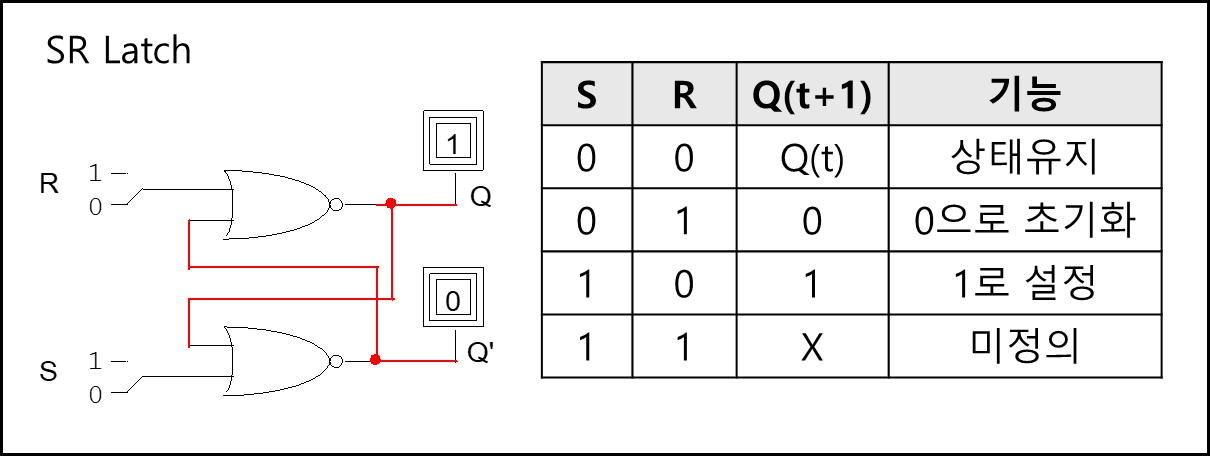 SR Latch
R
1
0
1
Q
S
1
0
0
Q'
S R Q(t+1) 기능
0 0 Q(t) 상태유지
0 1 0 0으로 초기화
1 0 1 1로 설정
1 1 X 미정의